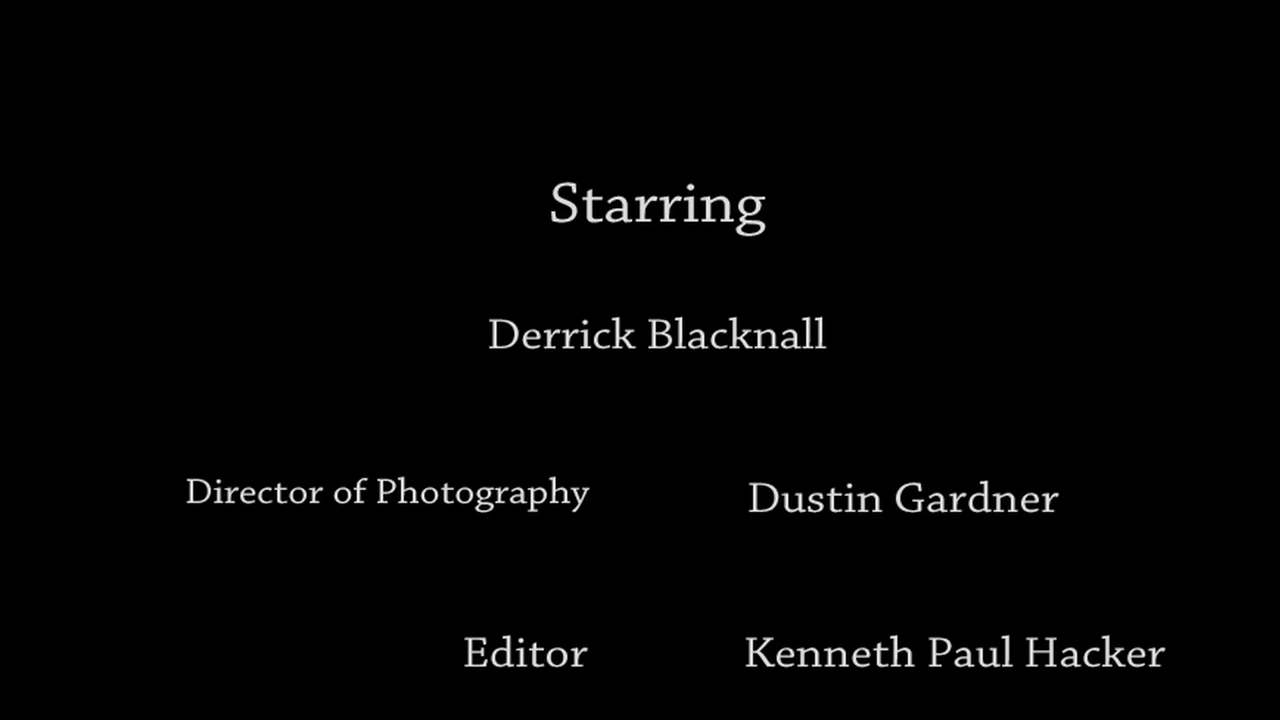 Starring
Derrick Blacknall
Director of Photography Dustin Gardner
Editor Kenneth Paul Hacker